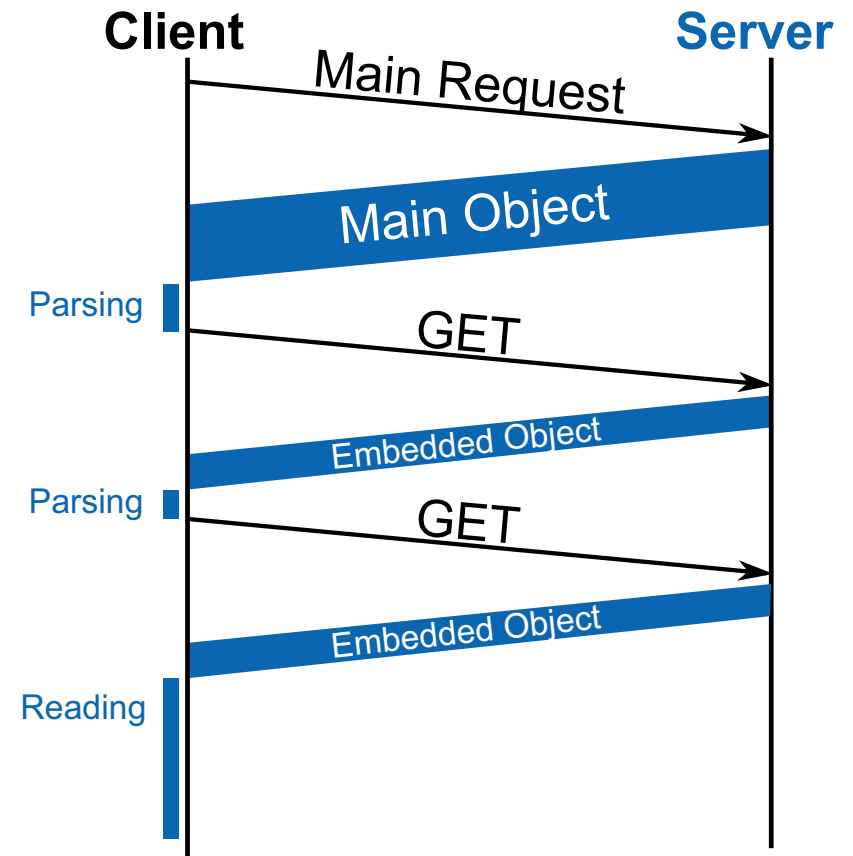 Client
Server
Main Request
Main Object
Parsing
GET
Embedded Object
Parsing
GET
Embedded Object
Reading